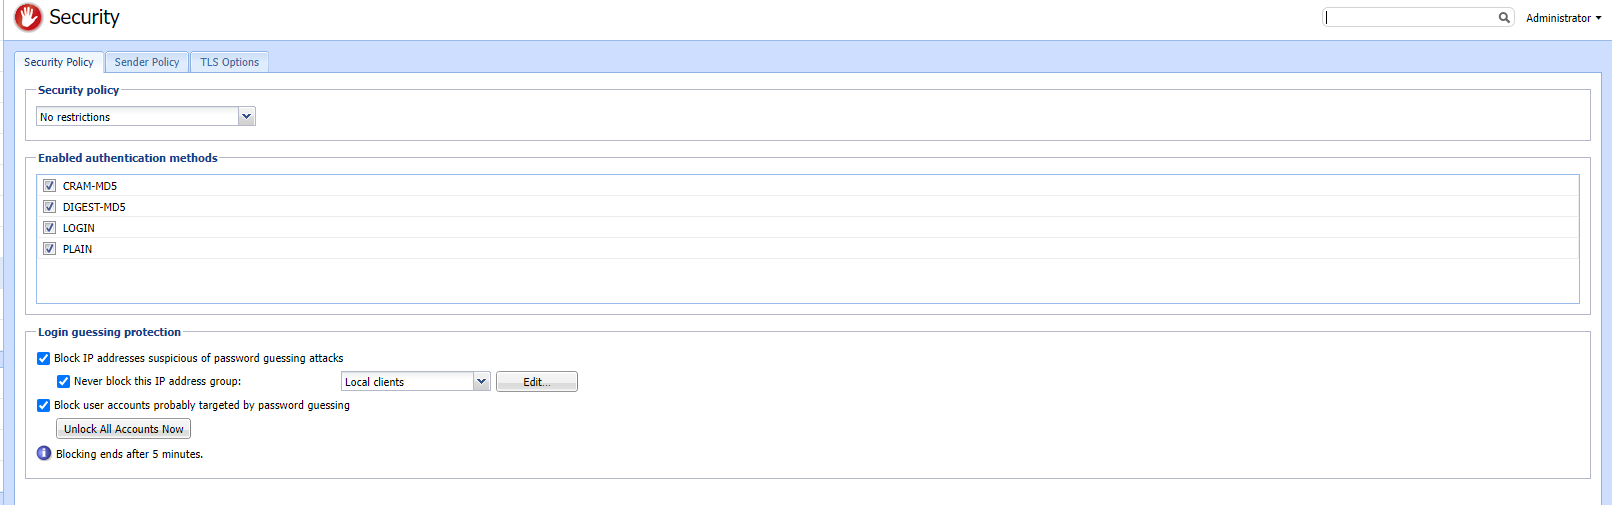 Security
Administrator
Security Policy Sender Policy TLS Options
Security policy
No restrictions
Enabled authentication methods
CRAM-MD5
DIGEST-MD5
LOGIN
PLAIN
Login guessing protection
Block IP addresses suspicious of password guessing attacks
Never block this IP address group: Local clients Edit...
Block user accounts probably targeted by password guessing
Unlock All Accounts Now
Blocking ends after 5 minutes.